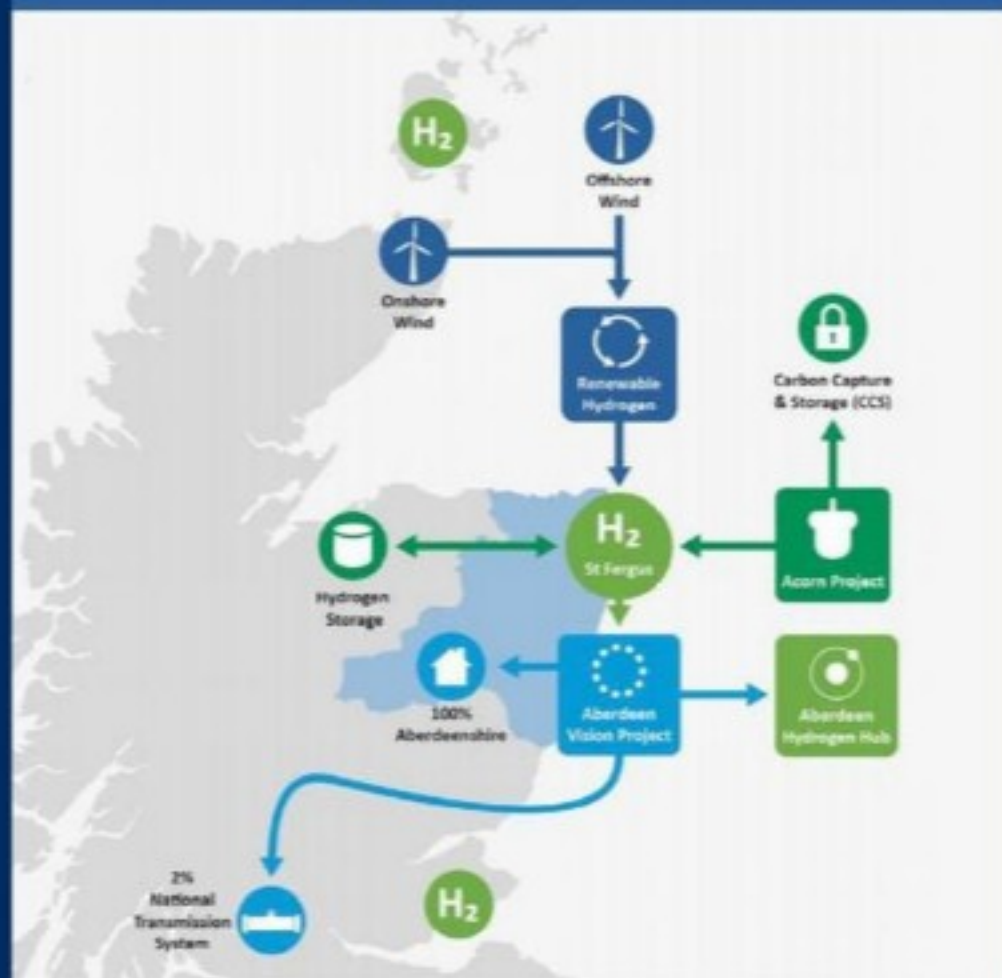 H₂
Offshore
Wind
Onshore
Wind
Renewable
Hydrogen
Carbon Capture
& Storage (CCS)
H₂
St Fergus
Acorn Project
Hydrogen
Storage
100%
Aberdeenshire
Aberdeen
Vision Project
Aberdeen
Hydrogen Hub
2%
National
Transmission
System
H₂